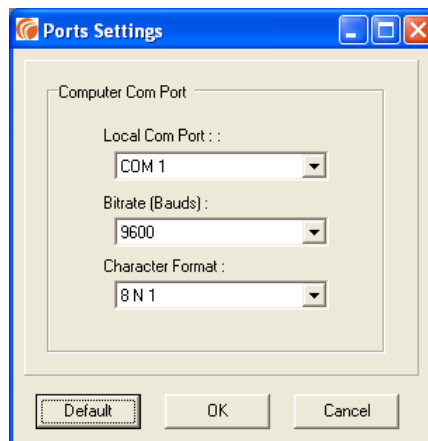 Ports Settings
Computer Com Port
Local Com Port : :
COM 1
Bitrate (Bauds) :
9600
Character Format :
8 N 1
Default OK Cancel